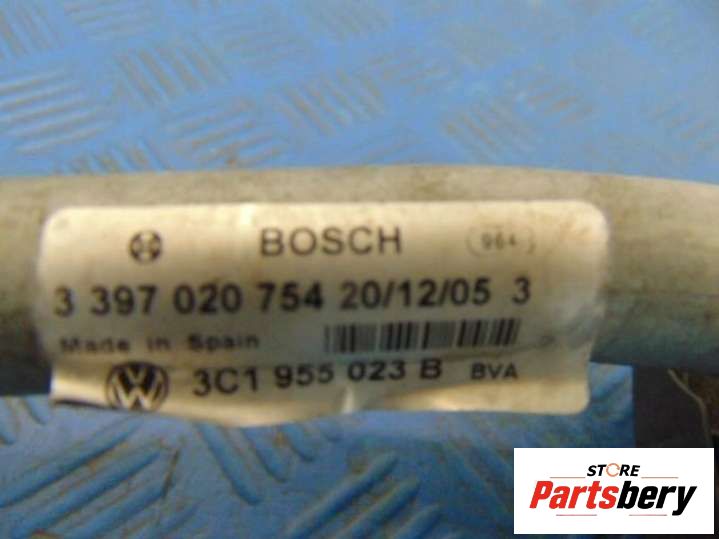 BOSCH 964
3 397 020 754 20/12/05 3
Made in Spain
VW 3C1 955 023 B BVA
STORE
Partsbery